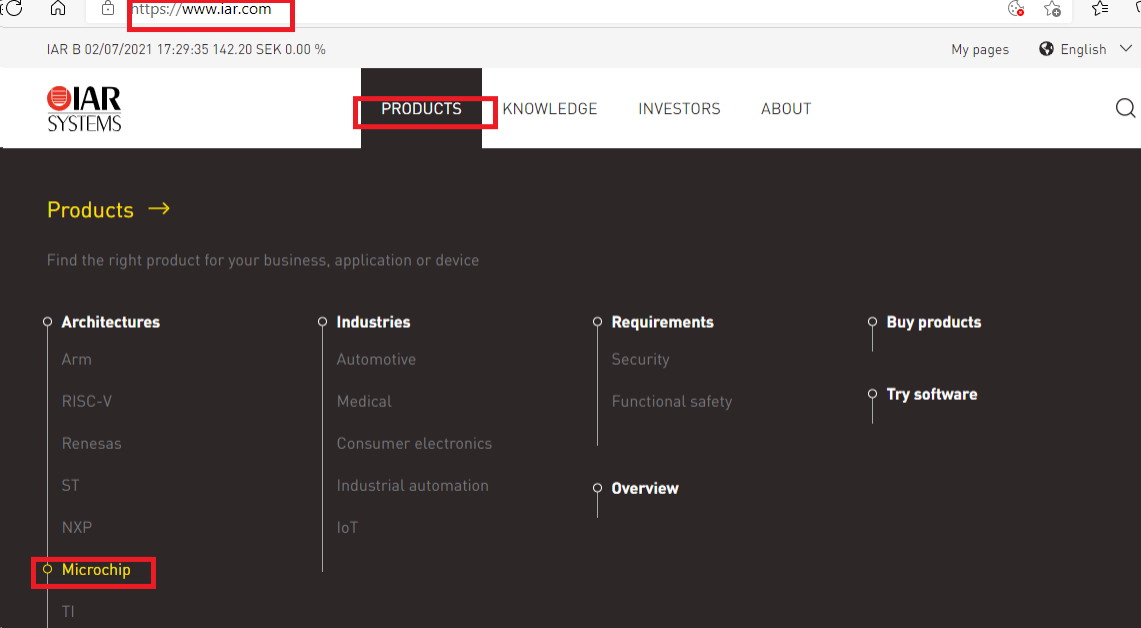 https://www.iar.com
IAR B 02/07/2021 17:29:35 142.20 SEK 0.00 %
My pages
English
IAR
SYSTEMS
PRODUCTS
KNOWLEDGE
INVESTORS
ABOUT
Products →
Find the right product for your business, application or device
Architectures
Arm
RISC-V
Renesas
ST
NXP
Microchip
TI
Industries
Automotive
Medical
Consumer electronics
Industrial automation
IoT
Requirements
Security
Functional safety
Overview
Buy products
Try software